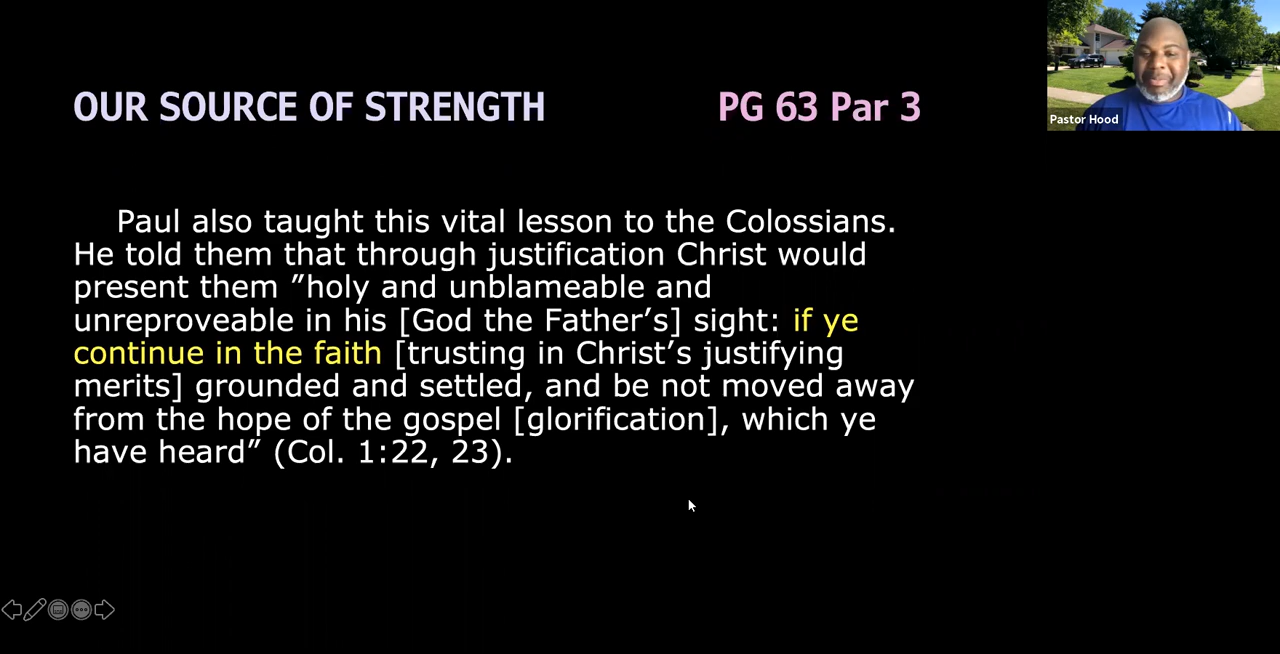 OUR SOURCE OF STRENGTH PG 63 Par 3
Pastor Hood
Paul also taught this vital lesson to the Colossians.
He told them that through justification Christ would
present them ”holy and unblameable and
unreproveable in his [God the Father’s] sight: if ye
continue in the faith [trusting in Christ’s justifying
merits] grounded and settled, and be not moved away
from the hope of the gospel [glorification], which ye
have heard” (Col. 1:22, 23).